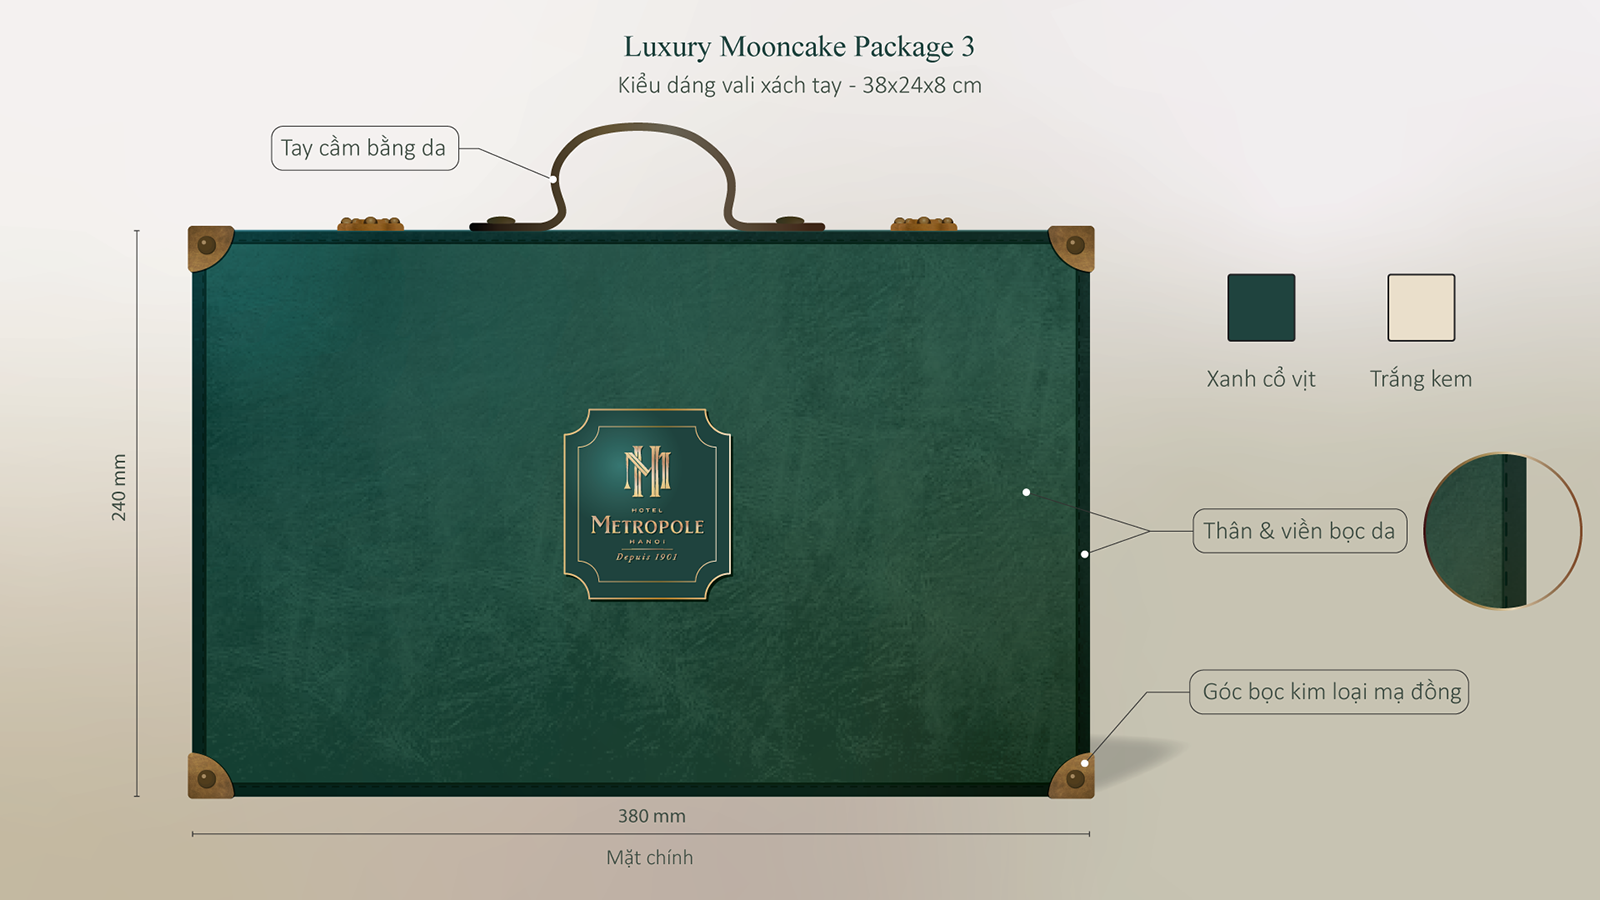 Luxury Mooncake Package 3
Kiểu dáng vali xách tay - 38x24x8 cm
Tay cầm bằng da
240 mm
HOTEL
METROPOLE
HANOI
Depuis 1901
Xanh cổ vịt
Trắng kem
Thân & viền bọc da
Góc bọc kim loại mạ đồng
380 mm
Mặt chính